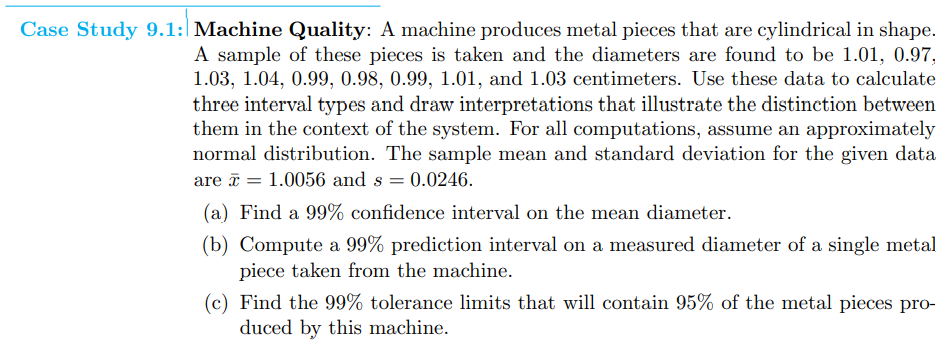 Case Study 9.1: Machine Quality: A machine produces metal pieces that are cylindrical in shape.
A sample of these pieces is taken and the diameters are found to be 1.01, 0.97,
1.03, 1.04, 0.99, 0.98, 0.99, 1.01, and 1.03 centimeters. Use these data to calculate
three interval types and draw interpretations that illustrate the distinction between
them in the context of the system. For all computations, assume an approximately
normal distribution. The sample mean and standard deviation for the given data
are x̄ = 1.0056 and s = 0.0246.
(a) Find a 99% confidence interval on the mean diameter.
(b) Compute a 99% prediction interval on a measured diameter of a single metal
piece taken from the machine.
(c) Find the 99% tolerance limits that will contain 95% of the metal pieces pro-
duced by this machine.